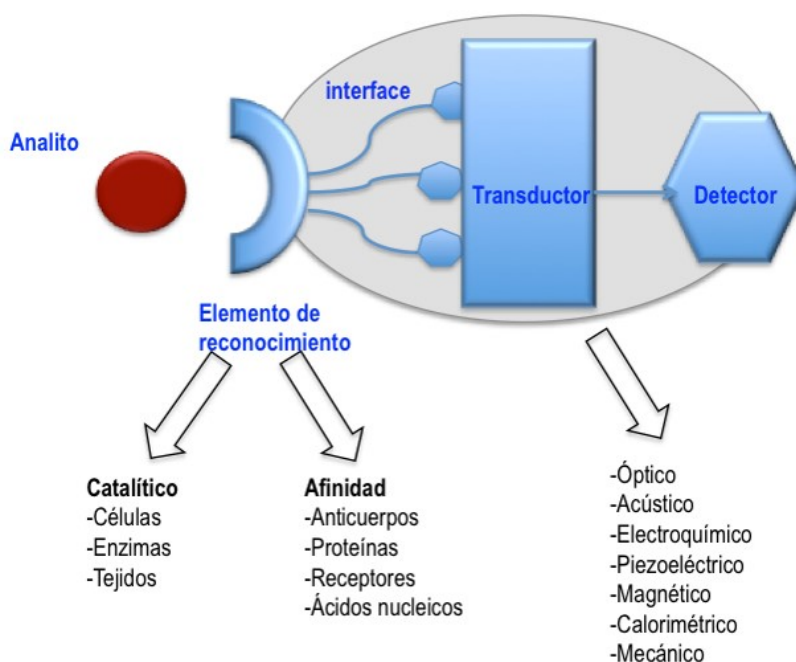 interface
Analito
Transductor
Detector
Elemento de
reconocimiento
Catalítico
-Células
-Enzimas
-Tejidos
Afinidad
-Anticuerpos
-Proteínas
-Receptores
-Ácidos nucleicos
-Óptico
-Acústico
-Electroquímico
-Piezoeléctrico
-Magnético
-Calorimétrico
-Mecánico